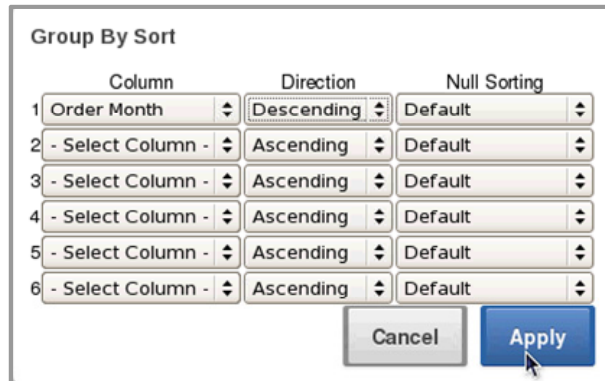 Group By Sort
Column Direction Null Sorting
1 Order Month Descending Default
2 - Select Column - Ascending Default
3 - Select Column - Ascending Default
4 - Select Column - Ascending Default
5 - Select Column - Ascending Default
6 - Select Column - Ascending Default
Cancel Apply